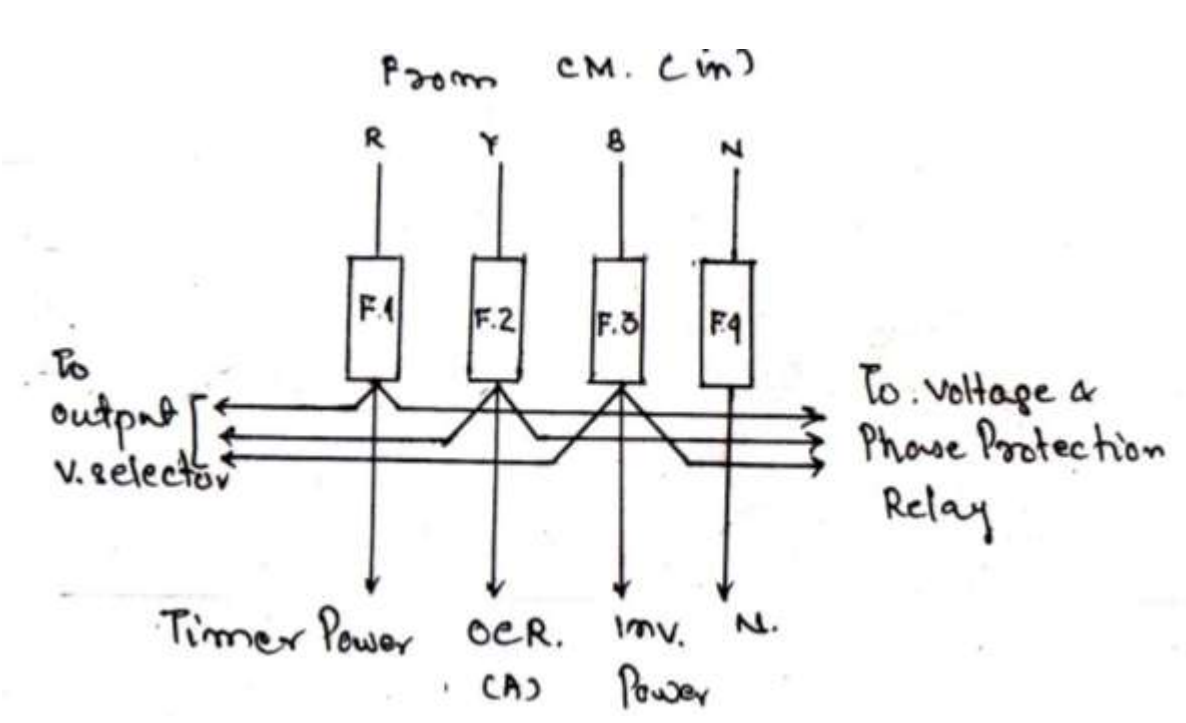 From CM. (in)
R Y B N
F.1 F.2 F.3 F.4
To
output
V. selector
To. Voltage &
Phase Protection
Relay
Timer Power OCR. inv. N.
(A) Power